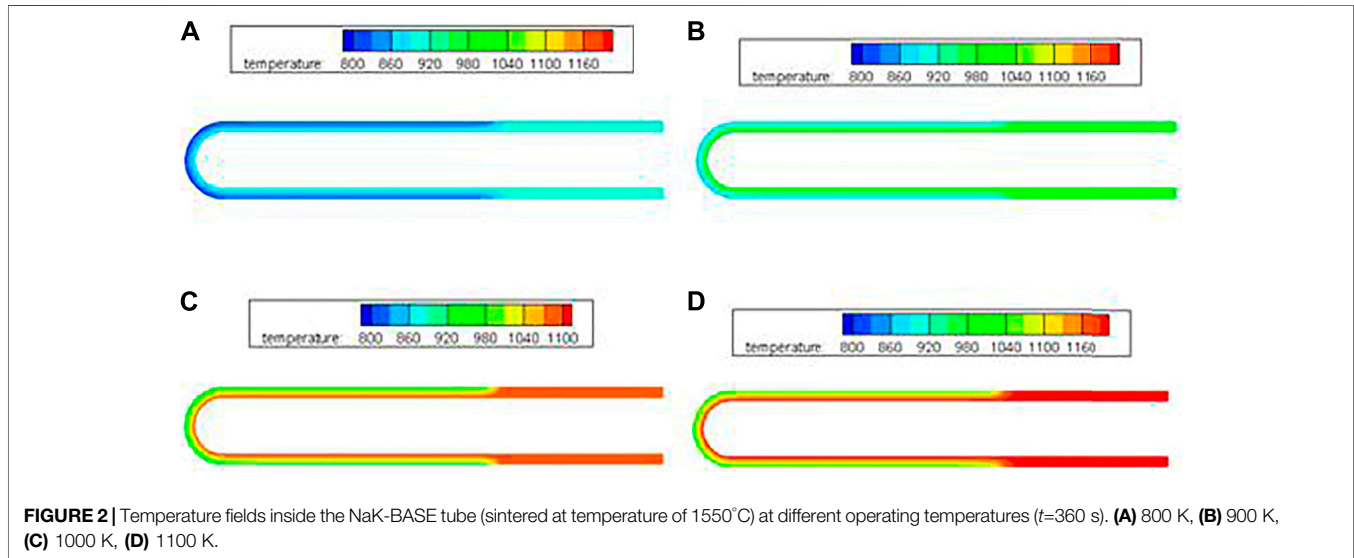 A
temperature: 800 860 920 980 1040 1100 1160
B
temperature: 800 860 920 980 1040 1100 1160
C
temperature: 800 860 920 980 1040 1100
D
temperature: 800 860 920 980 1040 1100 1160
FIGURE 2 | Temperature fields inside the NaK-BASE tube (sintered at temperature of 1550°C) at different operating temperatures (t=360 s). (A) 800 K, (B) 900 K,
(C) 1000 K, (D) 1100 K.